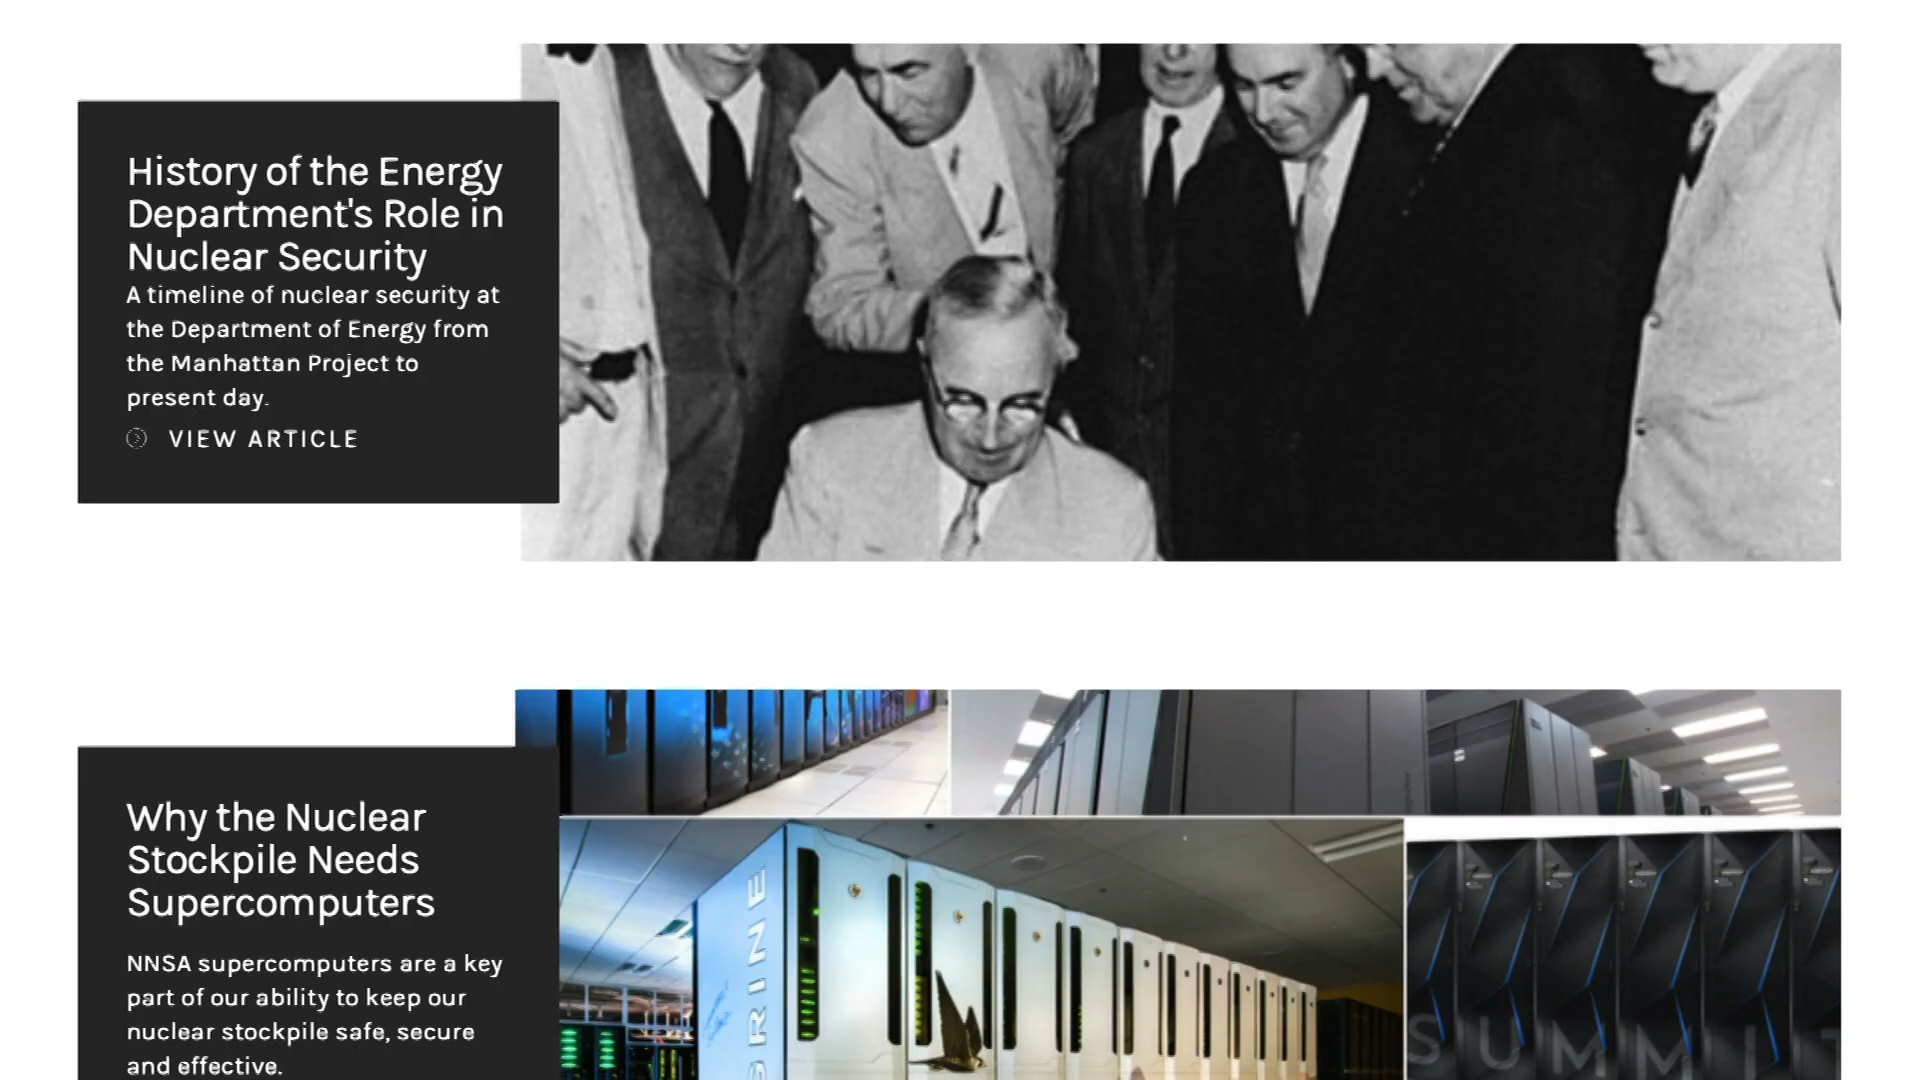 History of the Energy
Department's Role in
Nuclear Security
A timeline of nuclear security at
the Department of Energy from
the Manhattan Project to
present day.
VIEW ARTICLE
Why the Nuclear
Stockpile Needs
Supercomputers
NNSA supercomputers are a key
part of our ability to keep our
nuclear stockpile safe, secure
and effective.
SUMMIT